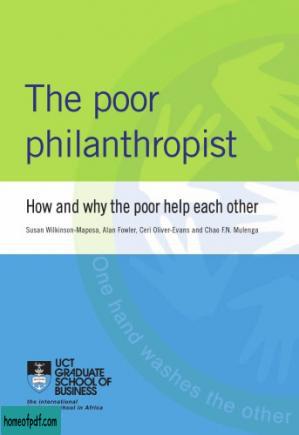 The poor
philanthropist
How and why the poor help each other
Susan Wilkinson-Maposa, Alan Fowler, Ceri Oliver-Evans and Chao F.N. Mulenga
One hand washes the other
UCT
GRADUATE
SCHOOL OF
BUSINESS
the international
school in Africa
homeofpdf.com